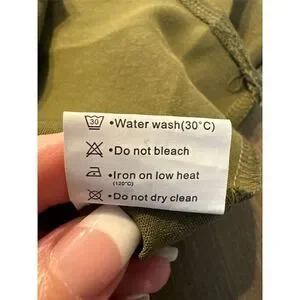 30 •Water wash(30°C)
•Do not bleach
•Iron on low heat
(120°C)
•Do not dry clean